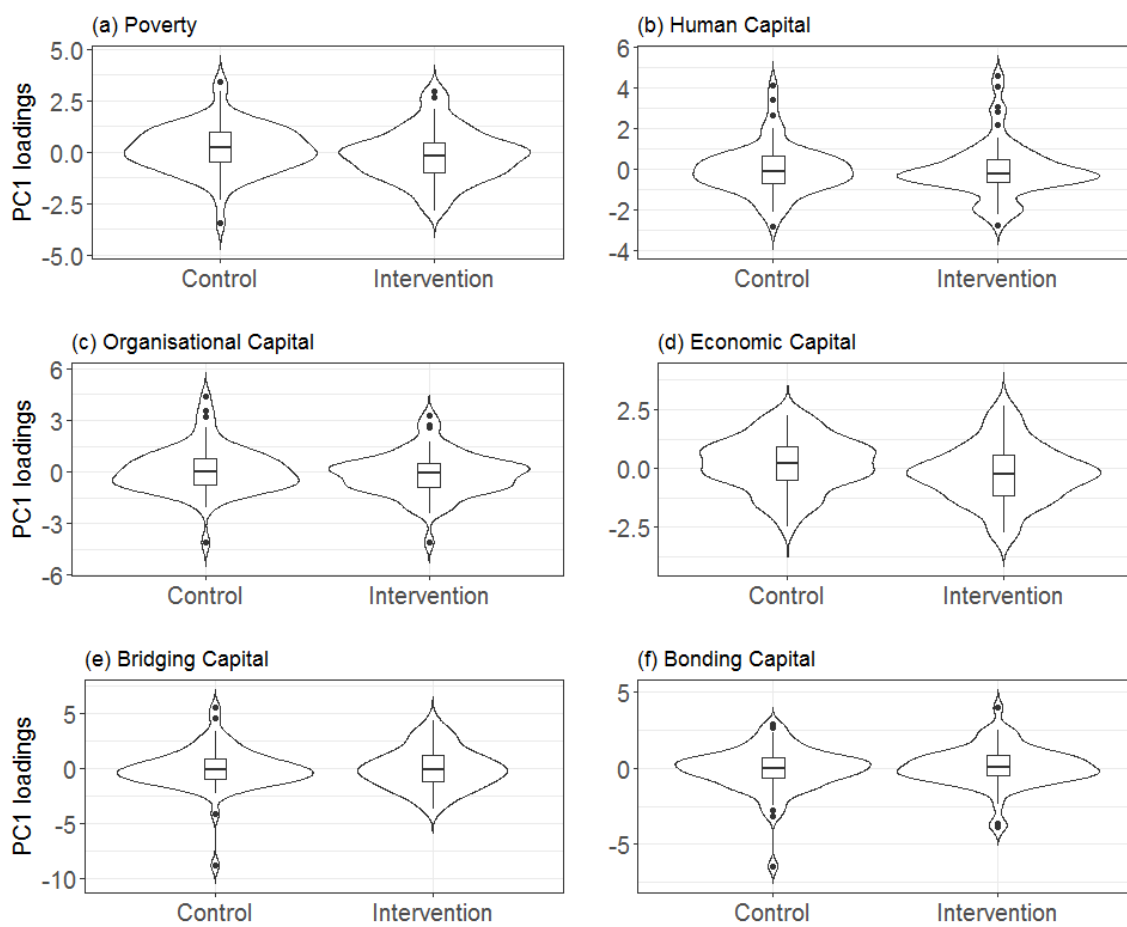 (a) Poverty
(b) Human Capital
PC1 loadings
5.0
2.5
0.0
-2.5
-5.0
6
4
2
0
-2
-4
Control Intervention
Control Intervention
(c) Organisational Capital
(d) Economic Capital
PC1 loadings
6
3
0
-3
-6
2.5
0.0
-2.5
Control Intervention
Control Intervention
(e) Bridging Capital
(f) Bonding Capital
PC1 loadings
5
0
-5
-10
5
0
-5
Control Intervention
Control Intervention